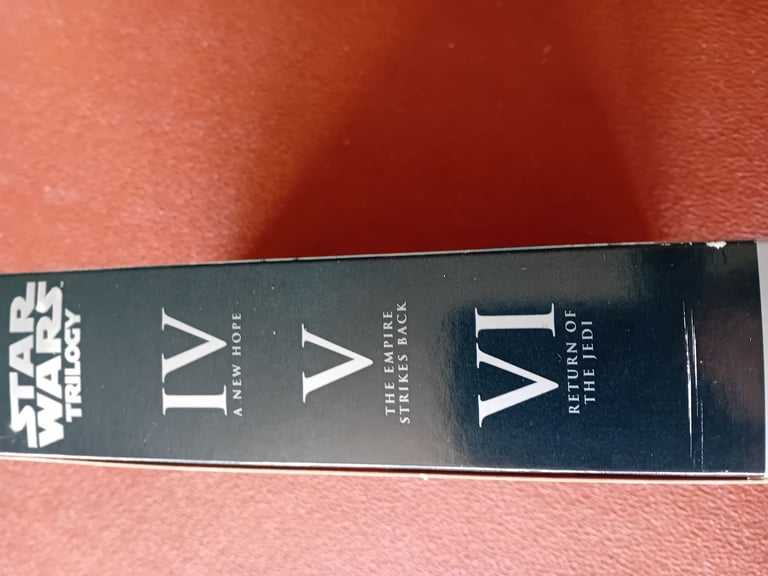 STAR
WARS
TRILOGY
IV
A NEW HOPE
V
THE EMPIRE
STRIKES BACK
VI
RETURN OF
THE JEDI